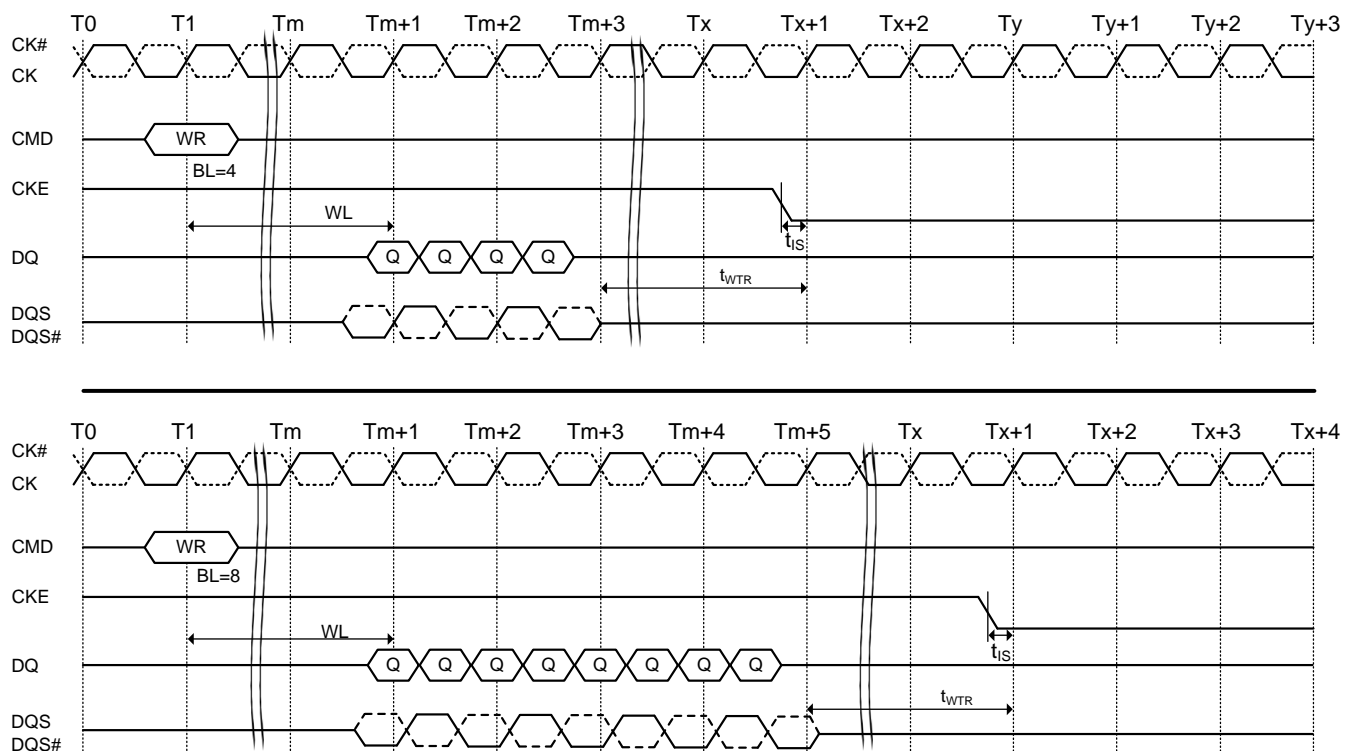 T0 T1 Tm Tm+1 Tm+2 Tm+3 Tx Tx+1 Tx+2 Ty Ty+1 Ty+2 Ty+3
CK#
CK
CMD WR
BL=4
CKE
WL
tIS
DQ Q Q Q Q
tWTR
DQS
DQS#
T0 T1 Tm Tm+1 Tm+2 Tm+3 Tm+4 Tm+5 Tx Tx+1 Tx+2 Tx+3 Tx+4
CK#
CK
CMD WR
BL=8
CKE
WL
tIS
DQ Q Q Q Q Q Q Q Q
tWTR
DQS
DQS#